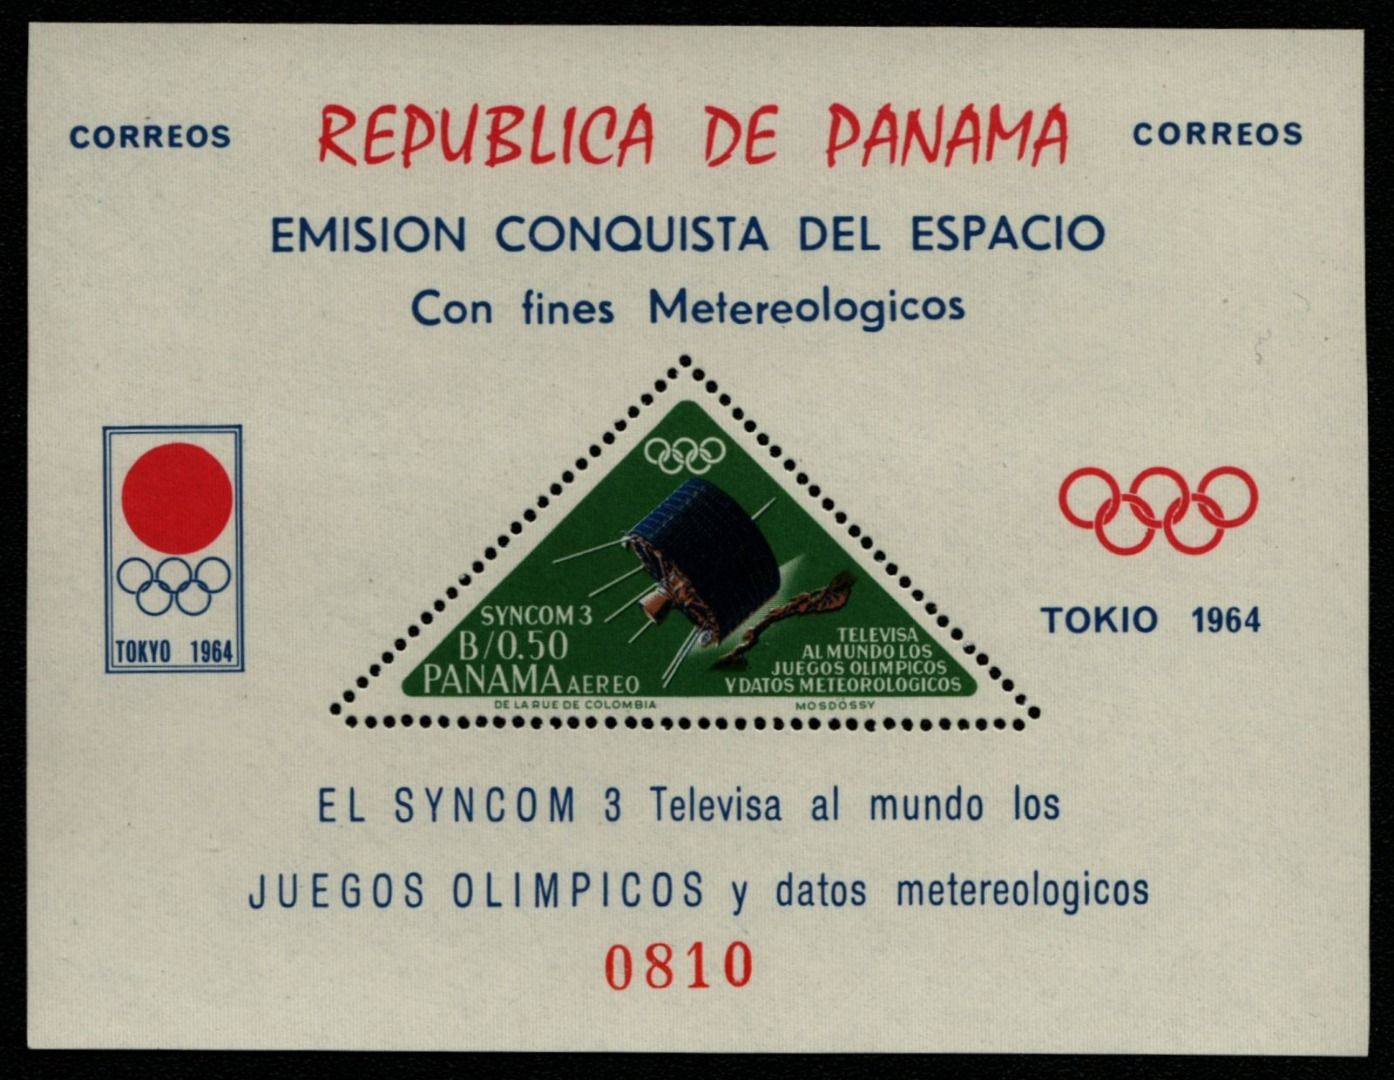 CORREOS
REPUBLICA DE PANAMA
CORREOS
EMISION CONQUISTA DEL ESPACIO
Con fines Metereologicos
TOKYO 1964
SYNCOM 3
B/0.50
PANAMA AEREO
TELEVISA
AL MUNDO LOS
JUEGOS OLIMPICOS
Y DATOS METEOROLOGICOS
DE LA RUE DE COLOMBIA
MOSDÓSSY
TOKIO 1964
EL SYNCOM 3 Televisa al mundo los
JUEGOS OLIMPICOS y datos metereologicos
0810